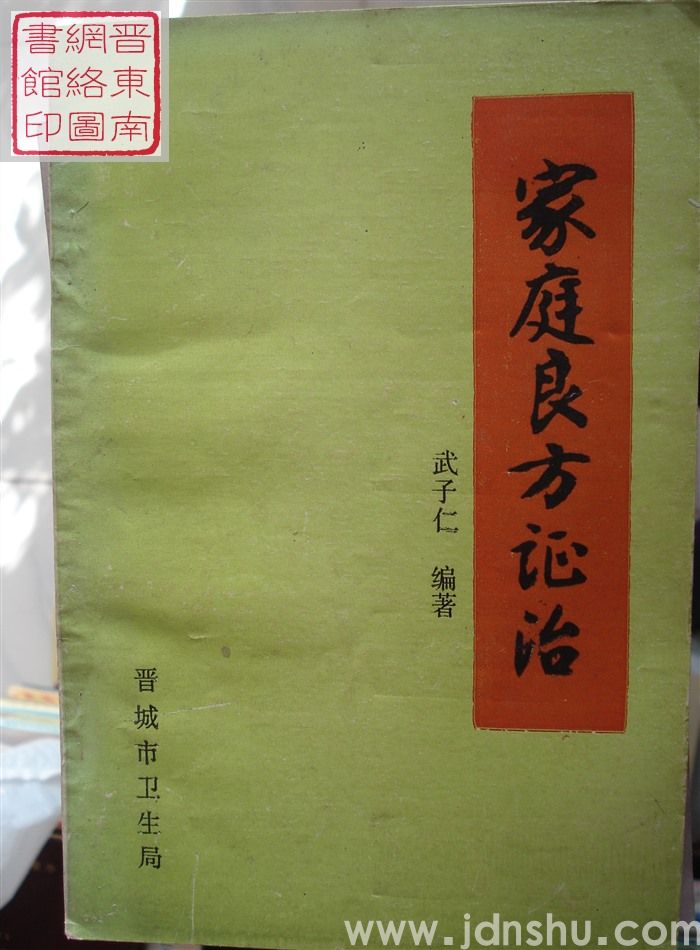 晋東南
網絡圖
書館印
家庭良方证治
武子仁 编著
晋城市卫生局
www.jdnshu.com